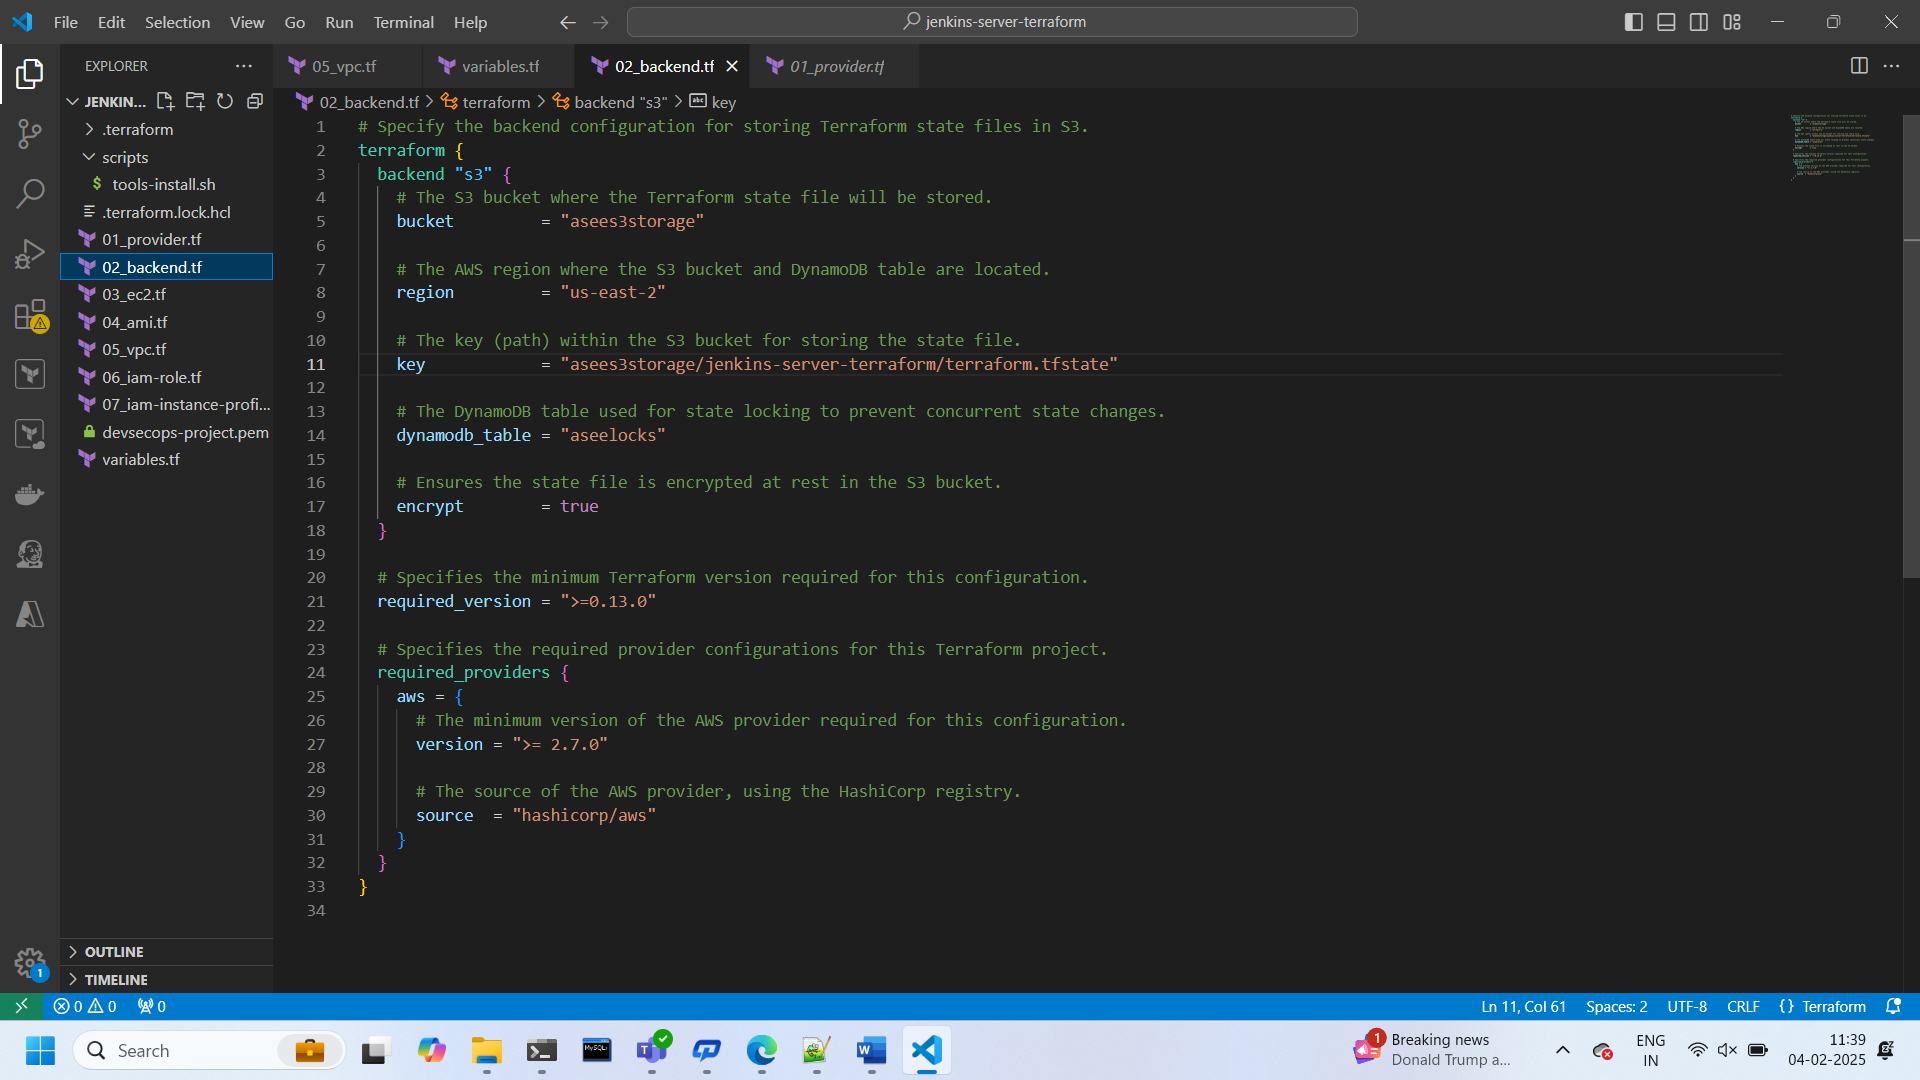 File Edit Selection View Go Run Terminal Help
jenkins-server-terraform
EXPLORER
JENKIN...
.terraform
scripts
$ tools-install.sh
.terraform.lock.hcl
01_provider.tf
02_backend.tf
03_ec2.tf
04_ami.tf
05_vpc.tf
06_iam-role.tf
07_iam-instance-profi...
devsecops-project.pem
variables.tf
OUTLINE
TIMELINE
05_vpc.tf variables.tf 02_backend.tf 01_provider.tf
02_backend.tf > terraform > backend "s3" > abc key
1 # Specify the backend configuration for storing Terraform state files in S3.
2 terraform {
3 backend "s3" {
4 # The S3 bucket where the Terraform state file will be stored.
5 bucket = "asees3storage"
6
7 # The AWS region where the S3 bucket and DynamoDB table are located.
8 region = "us-east-2"
9
10 # The key (path) within the S3 bucket for storing the state file.
11 key = "asees3storage/jenkins-server-terraform/terraform.tfstate"
12
13 # The DynamoDB table used for state locking to prevent concurrent state changes.
14 dynamodb_table = "aseelocks"
15
16 # Ensures the state file is encrypted at rest in the S3 bucket.
17 encrypt = true
18 }
19
20 # Specifies the minimum Terraform version required for this configuration.
21 required_version = ">=0.13.0"
22
23 # Specifies the required provider configurations for this Terraform project.
24 required_providers {
25 aws = {
26 # The minimum version of the AWS provider required for this configuration.
27 version = ">= 2.7.0"
28
29 # The source of the AWS provider, using the HashiCorp registry.
30 source = "hashicorp/aws"
31 }
32 }
33 }
34
1
0 0 0
Ln 11, Col 61 Spaces: 2 UTF-8 CRLF {} Terraform
Search
MySQL
1
Breaking news
Donald Trump a...
ENG
IN
11:39
04-02-2025